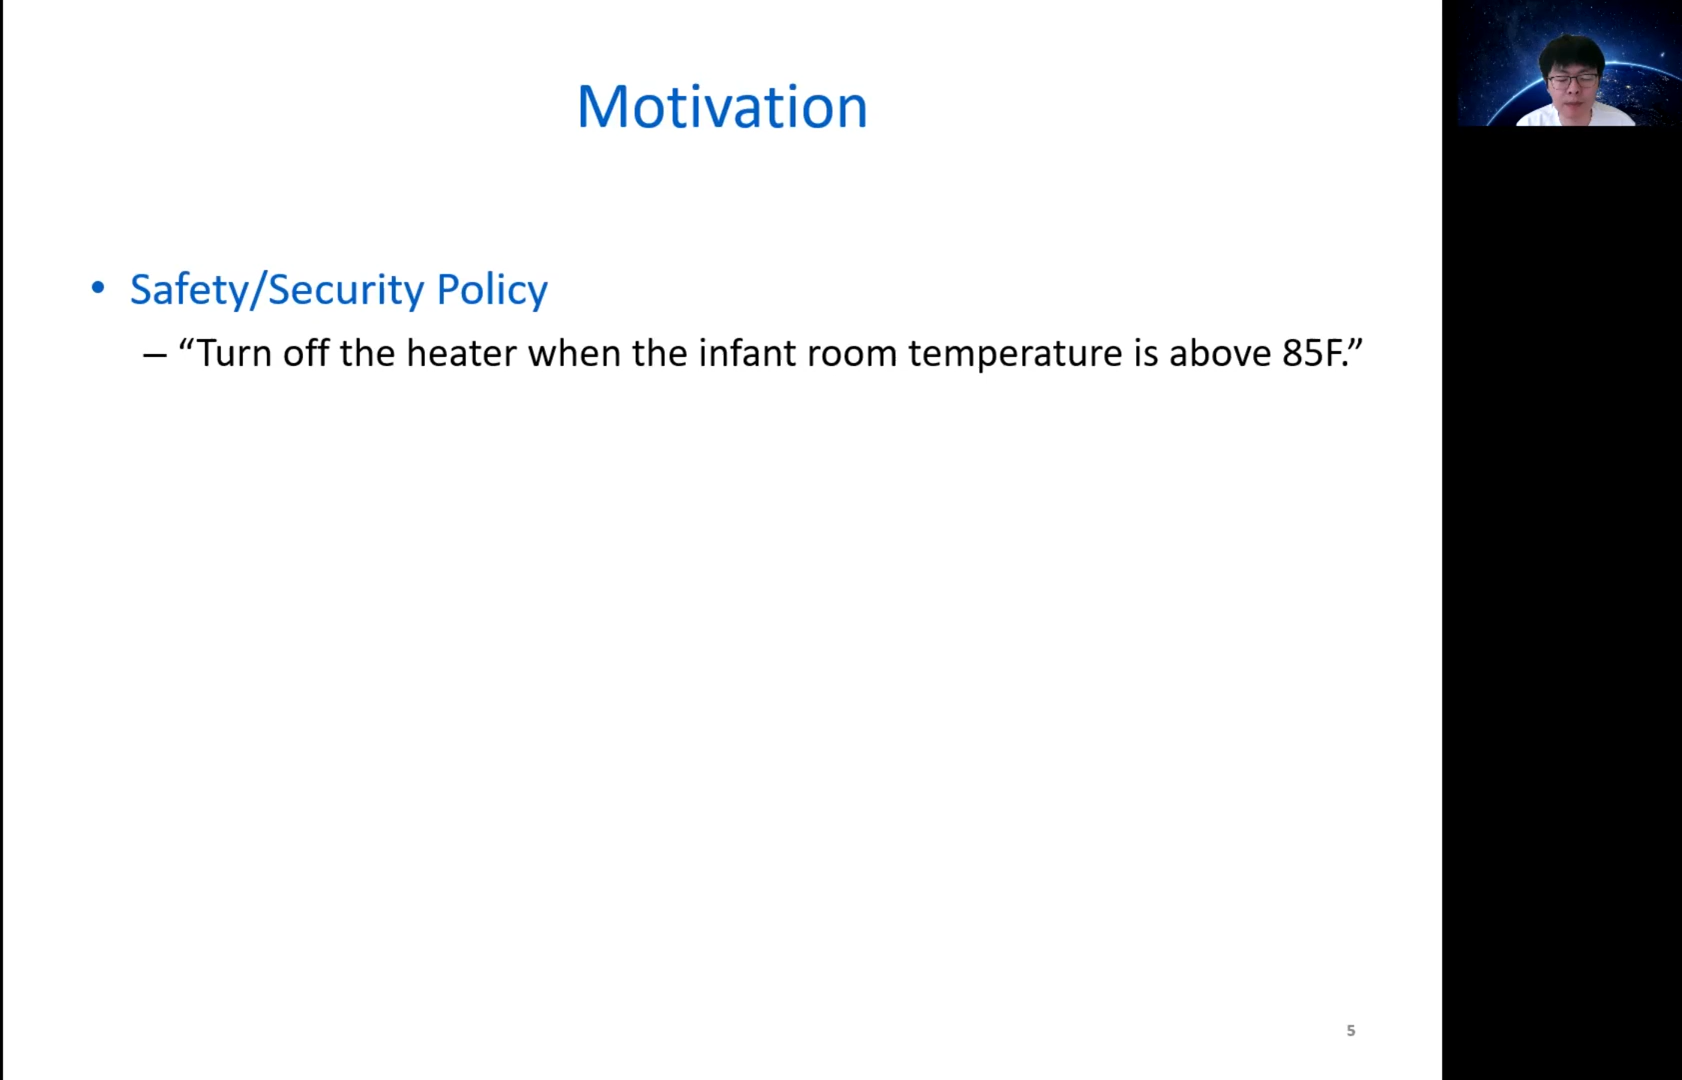 Motivation
• Safety/Security Policy
– “Turn off the heater when the infant room temperature is above 85F.”
5